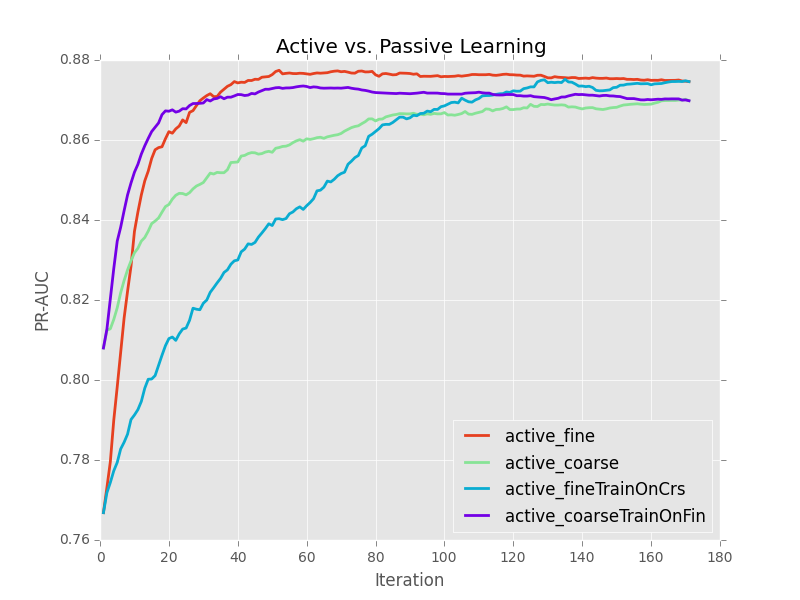 Active vs. Passive Learning
0.88
0.86
0.84
0.82
0.80
0.78
0.76
PR-AUC
0 20 40 60 80 100 120 140 160 180
Iteration
active_fine
active_coarse
active_fineTrainOnCrs
active_coarseTrainOnFin